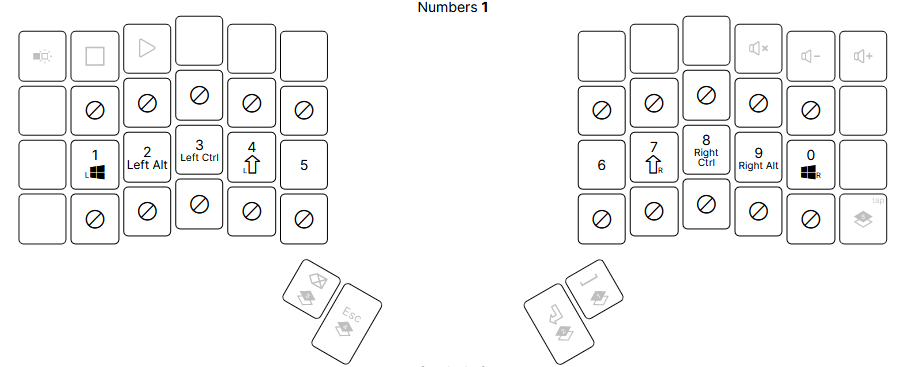 Numbers 1
tap
1
2
3
4
5
6
7
8
9
0
L
Left Alt
Left Ctrl
L
R
Right
Ctrl
Right Alt
R
Esc